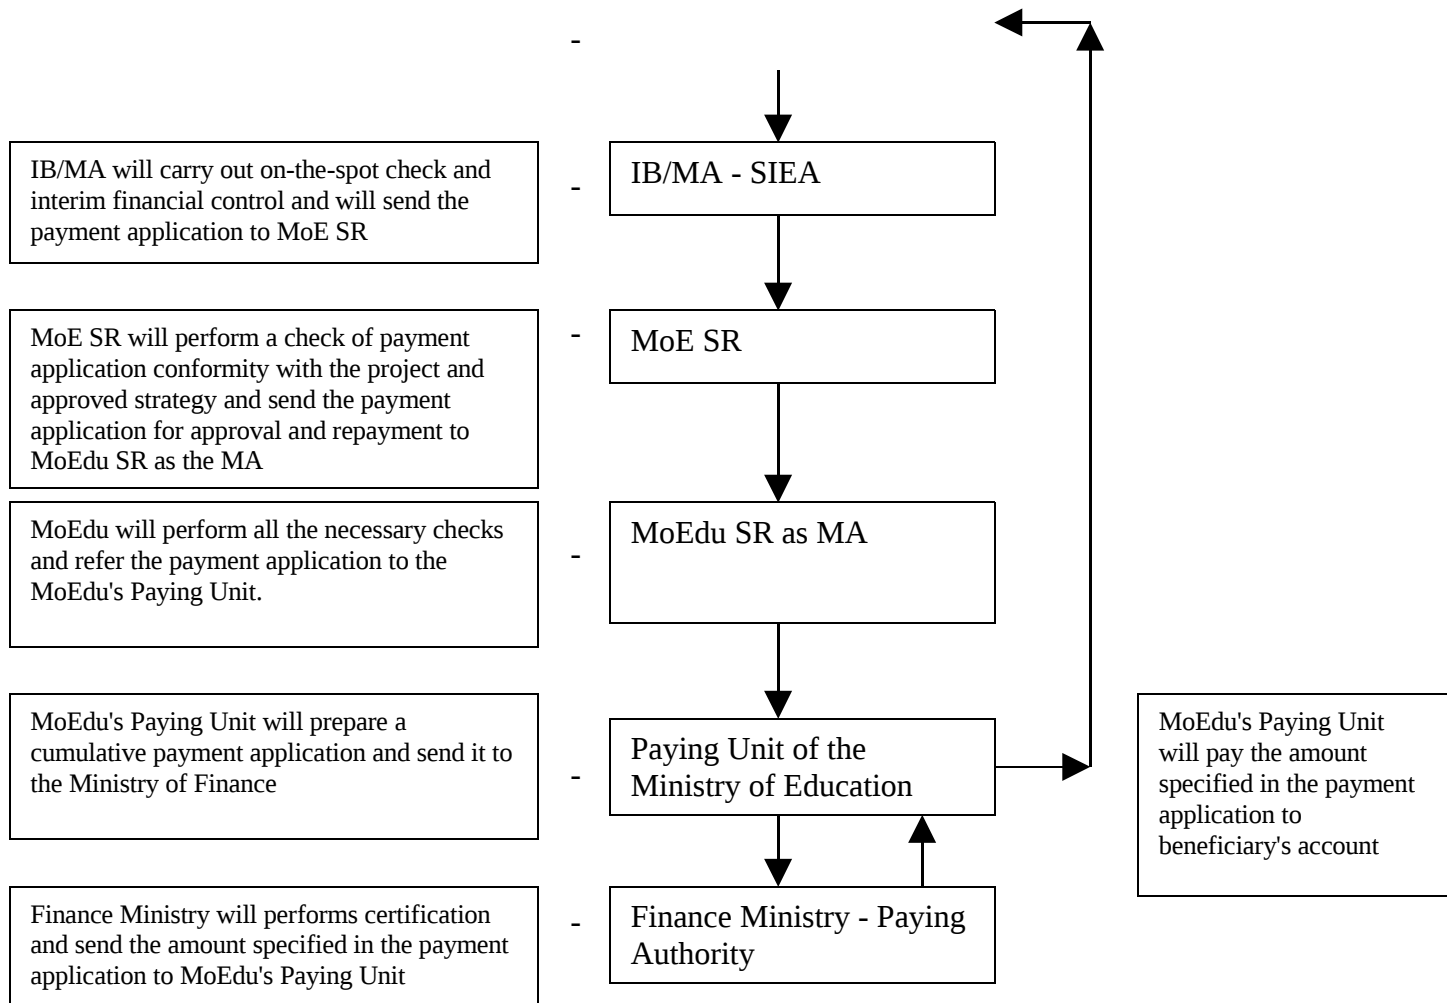 -
IB/MA will carry out on-the-spot check and
interim financial control and will send the
payment application to MoE SR
-
IB/MA - SIEA
MoE SR will perform a check of payment
application conformity with the project and
approved strategy and send the payment
application for approval and repayment to
MoEdu SR as the MA
-
MoE SR
MoEdu will perform all the necessary checks
and refer the payment application to the
MoEdu's Paying Unit.
-
MoEdu SR as MA
MoEdu's Paying Unit will prepare a
cumulative payment application and send it to
the Ministry of Finance
-
Paying Unit of the
Ministry of Education
MoEdu's Paying Unit
will pay the amount
specified in the payment
application to
beneficiary's account
Finance Ministry will performs certification
and send the amount specified in the payment
application to MoEdu's Paying Unit
-
Finance Ministry - Paying
Authority